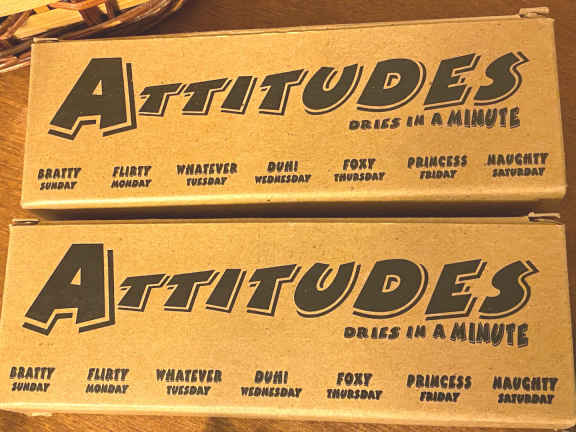 ATTITUDES
DRIES IN A MINUTE
BRATTY FLIRTY WHATEVER DUH! FOXY PRINCESS NAUGHTY
SUNDAY MONDAY TUESDAY WEDNESDAY THURSDAY FRIDAY SATURDAY
ATTITUDES
DRIES IN A MINUTE
BRATTY FLIRTY WHATEVER DUH! FOXY PRINCESS NAUGHTY
SUNDAY MONDAY TUESDAY WEDNESDAY THURSDAY FRIDAY SATURDAY